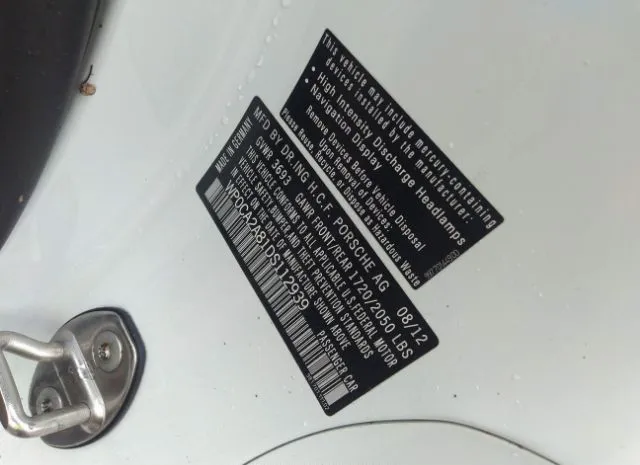 This vehicle may include mercury-containing
devices installed by the manufacturer:
• High Intensity Discharge Headlamps
• Navigation Display
Remove Devices Before Vehicle Disposal
Upon Removal of Devices:
Please Reuse, Recycle, or Dispose as Hazardous Waste
MADE IN GERMANY
MFD BY DR.ING H.C.F. PORSCHE AG 08/12
GVWR 3693 GAWR FRONT/REAR 1720/2050 LBS
THIS VEHICLE CONFORMS TO ALL APPLICABLE U.S. FEDERAL MOTOR
VEHICLE SAFETY, BUMPER AND THEFT PREVENTION STANDARDS
IN EFFECT ON THE DATE OF MANUFACTURE SHOWN ABOVE
WP0CA2A81DS112939 PASSENGER CAR